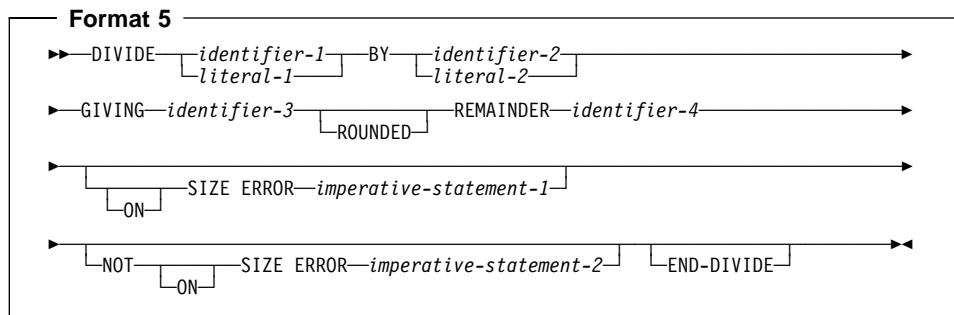 Format 5
DIVIDE identifier-1 BY identifier-2
literal-1 literal-2
GIVING identifier-3 REMAINDER identifier-4
ROUNDED
SIZE ERROR imperative-statement-1
ON
NOT SIZE ERROR imperative-statement-2 END-DIVIDE
ON